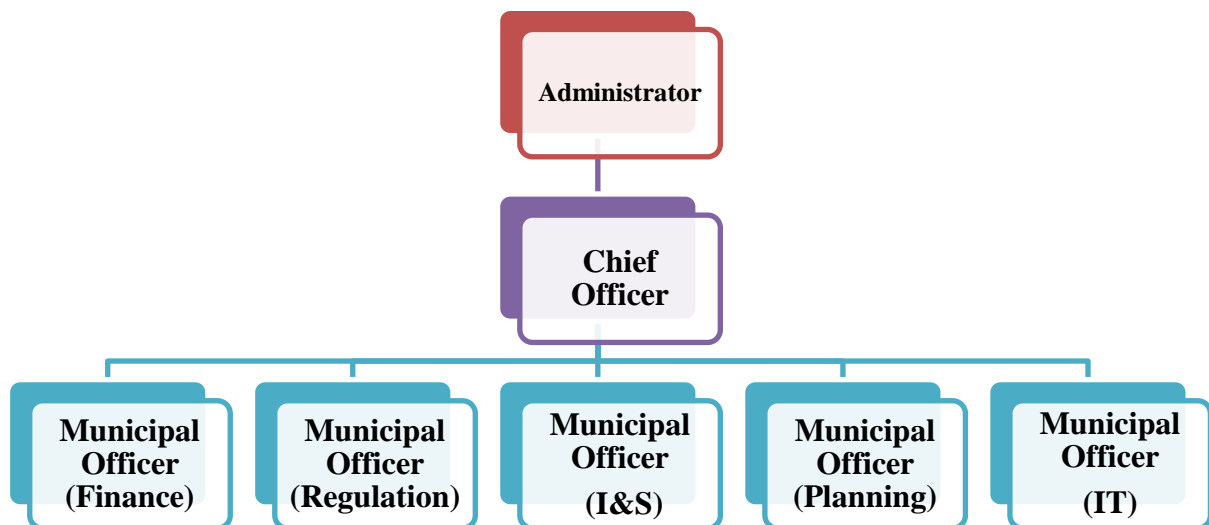 Administrator
Chief
Officer
Municipal
Officer
(Finance)
Municipal
Officer
(Regulation)
Municipal
Officer
(I&S)
Municipal
Officer
(Planning)
Municipal
Officer
(IT)